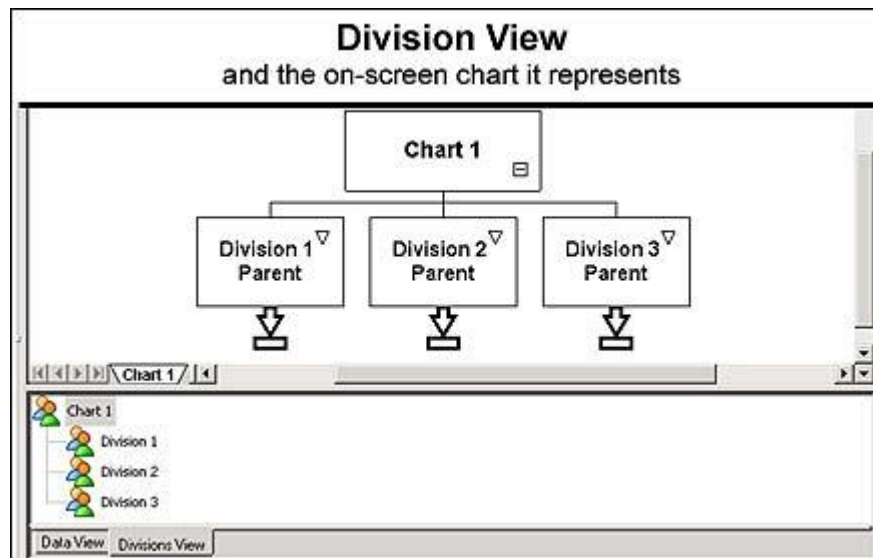 Division View
and the on-screen chart it represents
Chart 1
Division 1 Division 2 Division 3
Parent Parent Parent
Chart 1
Chart 1
Division 1
Division 2
Division 3
Data View Divisions View